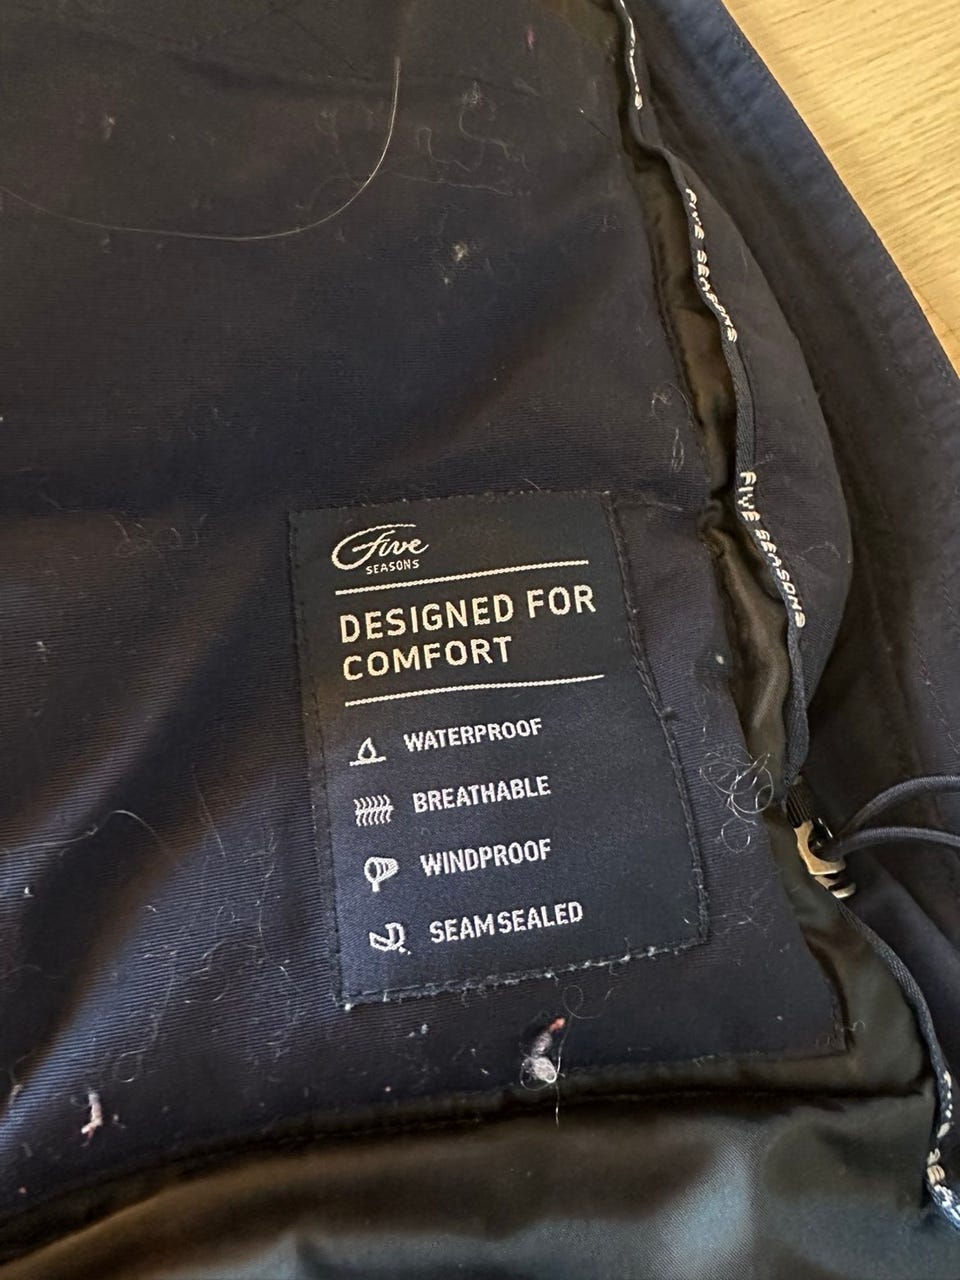 Five
SEASONS
DESIGNED FOR
COMFORT
WATERPROOF
BREATHABLE
WINDPROOF
SEAM SEALED
FIVE SEASONS
FIVE SEASONS